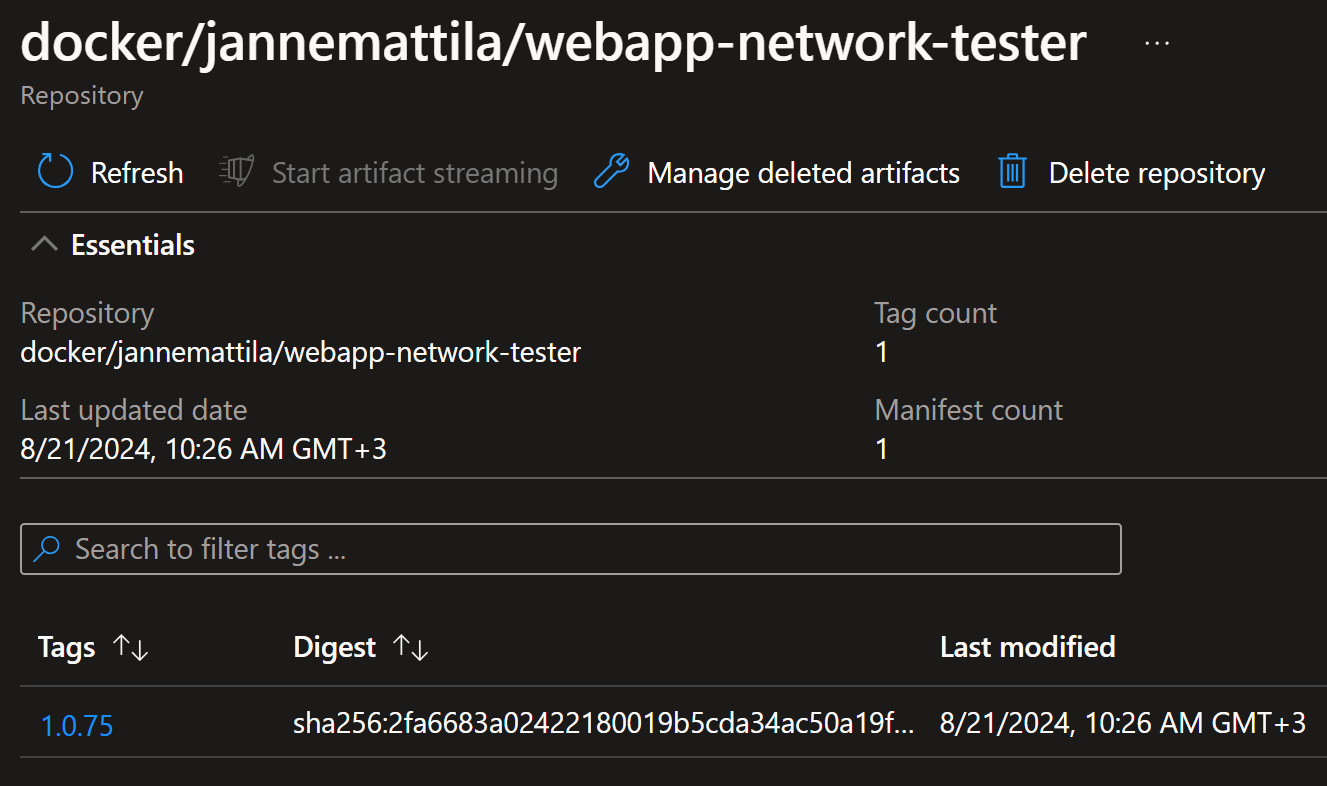 docker/jannemattila/webapp-network-tester ...
Repository
Refresh Start artifact streaming Manage deleted artifacts Delete repository
Essentials
Repository
docker/jannemattila/webapp-network-tester
Tag count
1
Last updated date
8/21/2024, 10:26 AM GMT+3
Manifest count
1
Search to filter tags ...
Tags ↑↓ Digest ↑↓ Last modified
1.0.75 sha256:2fa6683a02422180019b5cda34ac50a19f... 8/21/2024, 10:26 AM GMT+3